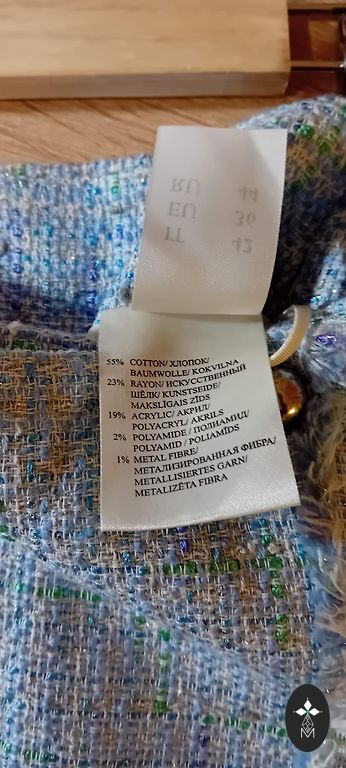 RU 44
EU 36
IT 42
55% COTTON/ ХЛОПОК/
BAUMWOLLE/ KOKVILNA
23% RAYON/ ИСКУССТВЕННЫЙ
ШЁЛК/ KUNSTSEIDE/
MAKSLĪGAIS ZĪDS
19% ACRYLIC/ АКРИЛ/
POLYACRYL/ AKRILS
2% POLYAMIDE/ ПОЛИАМИД/
POLYAMID/ POLIAMĪDS
1% METAL FIBRE/
МЕТАЛИЗИРОВАННАЯ ФИБРА/
METALLISIERTES GARN/
METALIZĒTA FIBRA
M